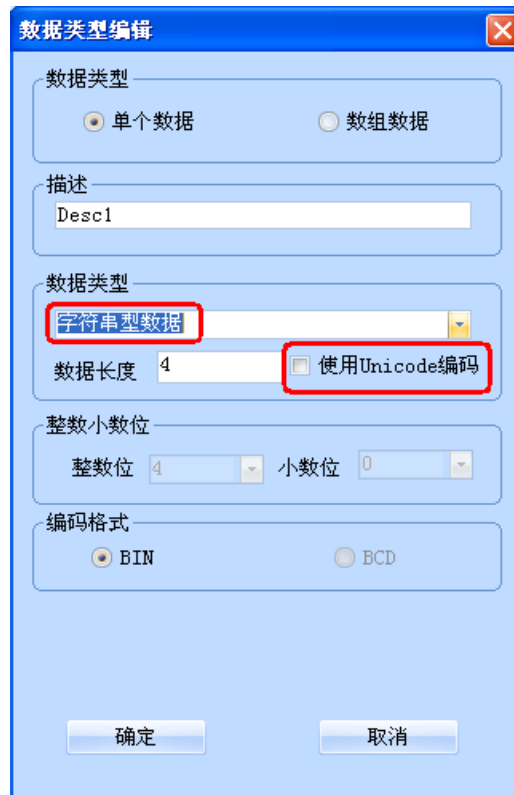 数据类型编辑
数据类型
单个数据 数组数据
描述
Desc1
数据类型
字符串型数据
数据长度 4 使用Unicode编码
整数小数位
整数位 4 小数位 0
编码格式
BIN BCD
确定 取消